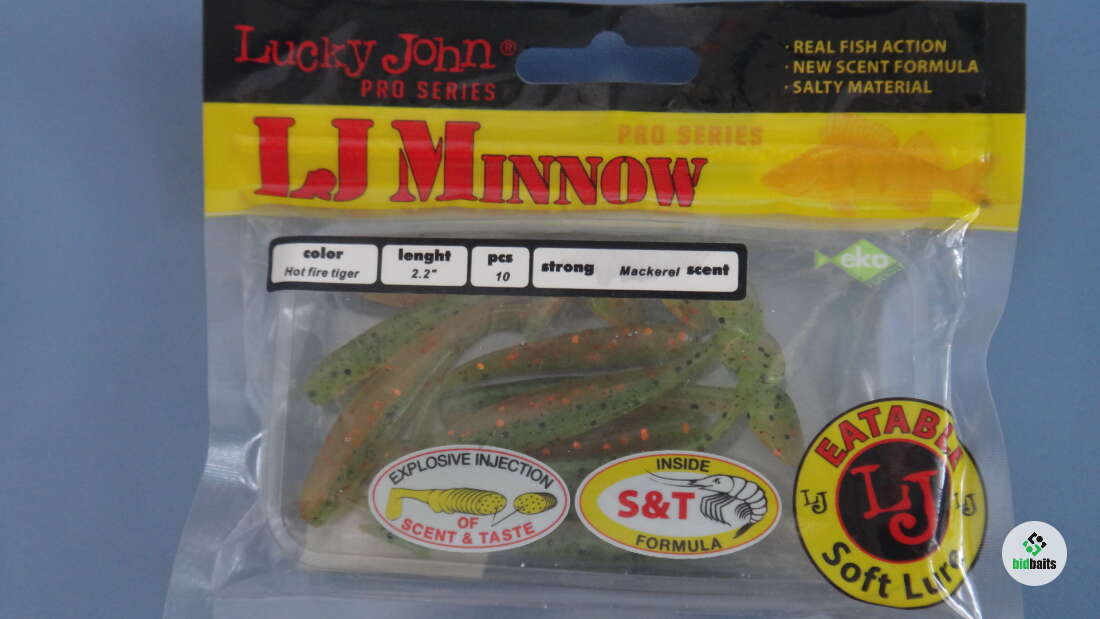 Lucky John®
PRO SERIES
· REAL FISH ACTION
· NEW SCENT FORMULA
· SALTY MATERIAL
LJ MINNOW
PRO SERIES
color
Hot fire tiger
lenght
2.2"
pcs
10
strong Mackerel scent
eko
EXPLOSIVE INJECTION
OF
SCENT & TASTE
INSIDE
S&T
FORMULA
EATABLE
LJ
LJ
LJ
Soft Lure
bidbaits